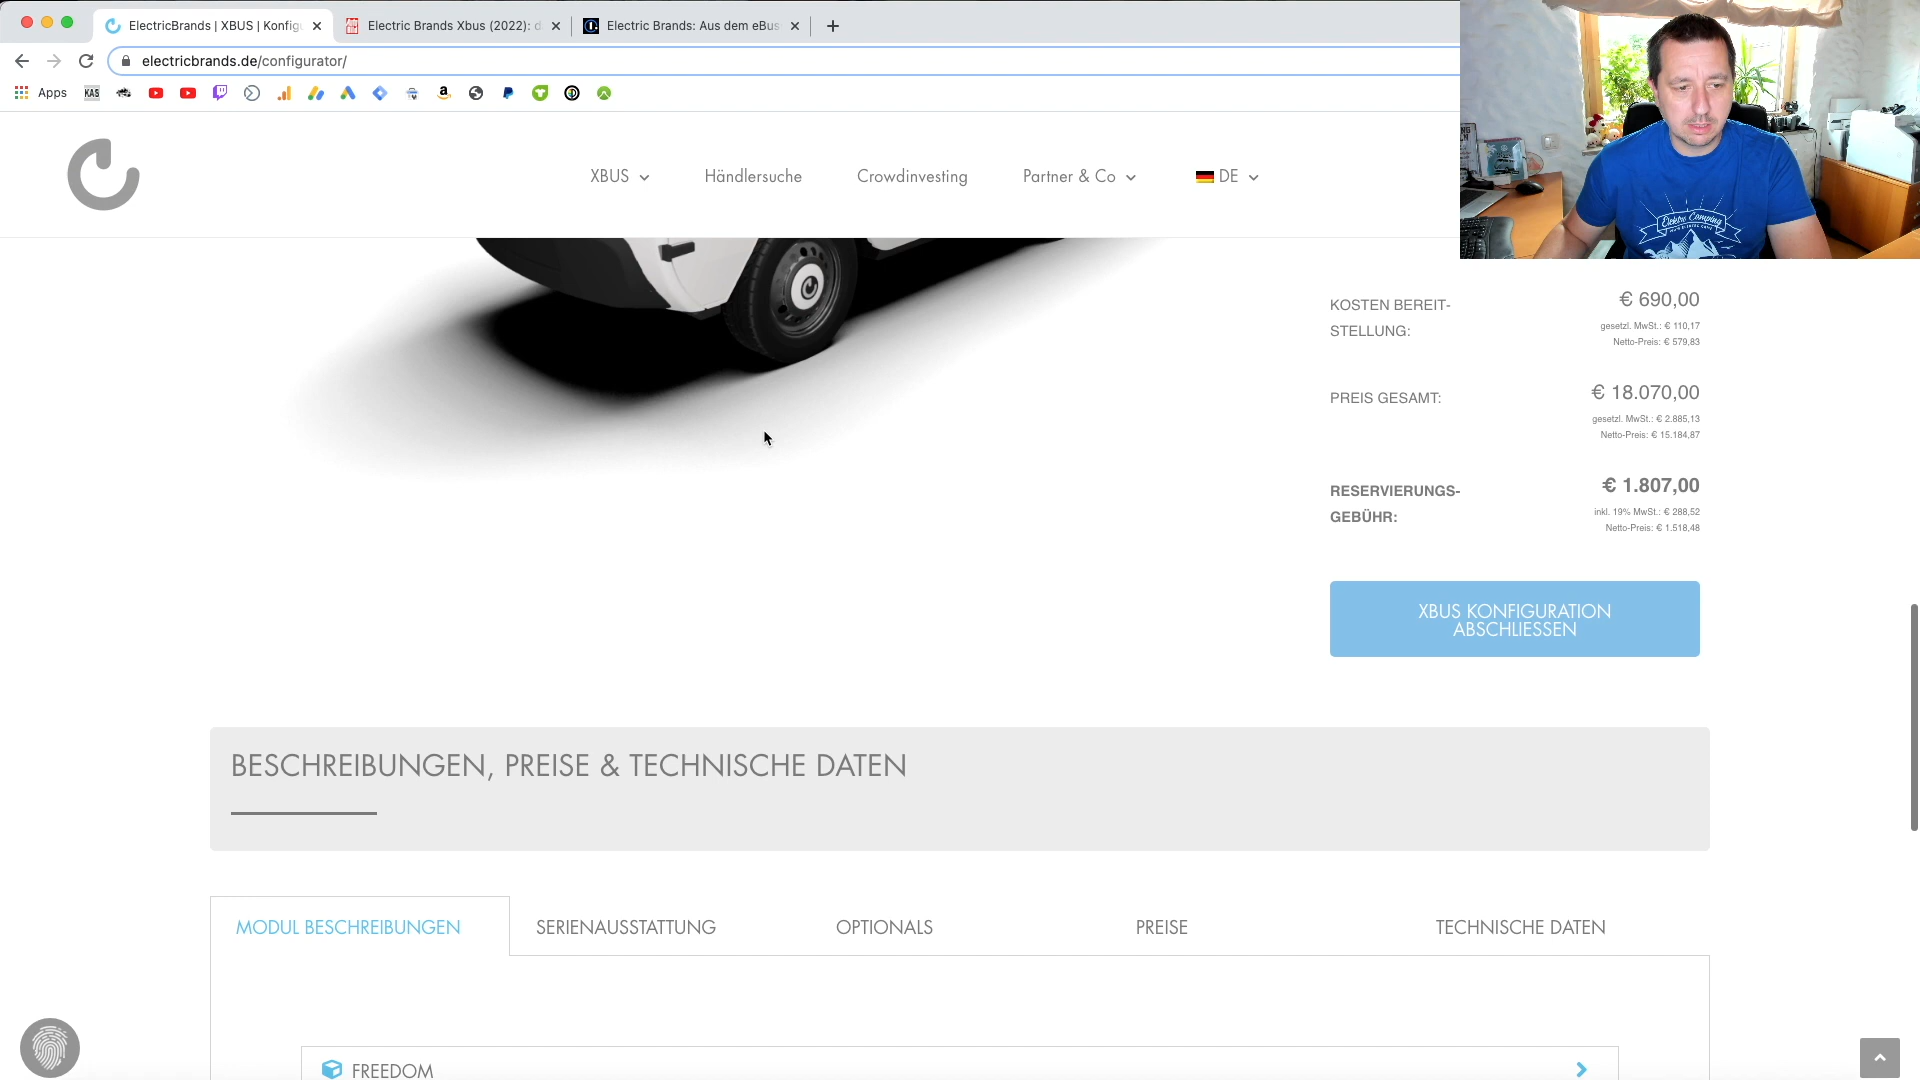 ElectricBrands | XBUS | Konfigu
Electric Brands Xbus (2022): d
Electric Brands: Aus dem eBus
electricbrands.de/configurator/
Apps
KAS
XBUS
Händlersuche
Crowdinvesting
Partner & Co
DE
Elektro Camping
KOSTEN BEREIT-
STELLUNG:
€ 690,00
gesetzl. MwSt.: € 110,17
Netto-Preis: € 579,83
PREIS GESAMT:
€ 18.070,00
gesetzl. MwSt.: € 2.885,13
Netto-Preis: € 15.184,87
RESERVIERUNGS-
GEBÜHR:
€ 1.807,00
inkl. 19% MwSt.: € 288,52
Netto-Preis: € 1.518,48
XBUS KONFIGURATION
ABSCHLIESSEN
BESCHREIBUNGEN, PREISE & TECHNISCHE DATEN
MODUL BESCHREIBUNGEN
SERIENAUSSTATTUNG
OPTIONALS
PREISE
TECHNISCHE DATEN
FREEDOM